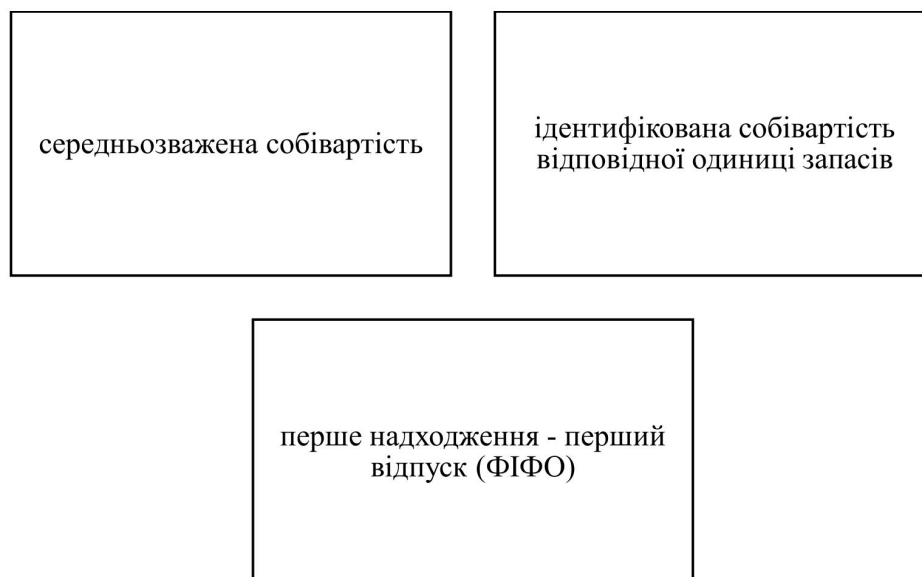 середньозважена собівартість
ідентифікована собівартість
відповідної одиниці запасів
перше надходження - перший
відпуск (ФІФО)